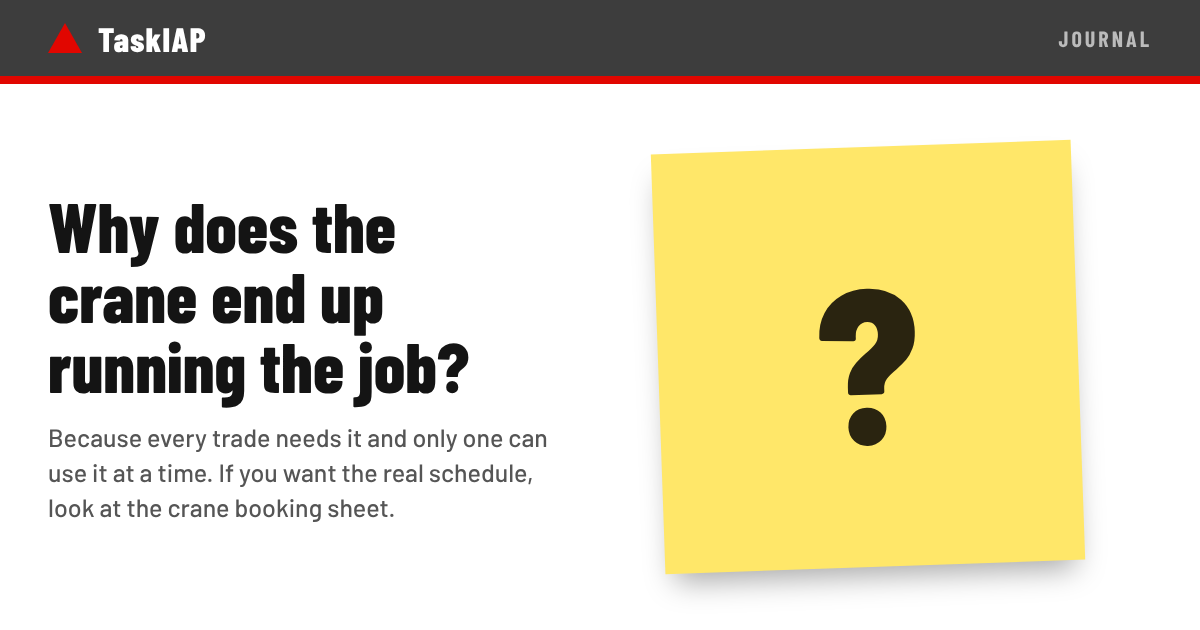 TaskIAP
JOURNAL
Why does the
crane end up
running the job?
Because every trade needs it and only one can
use it at a time. If you want the real schedule,
look at the crane booking sheet.
?